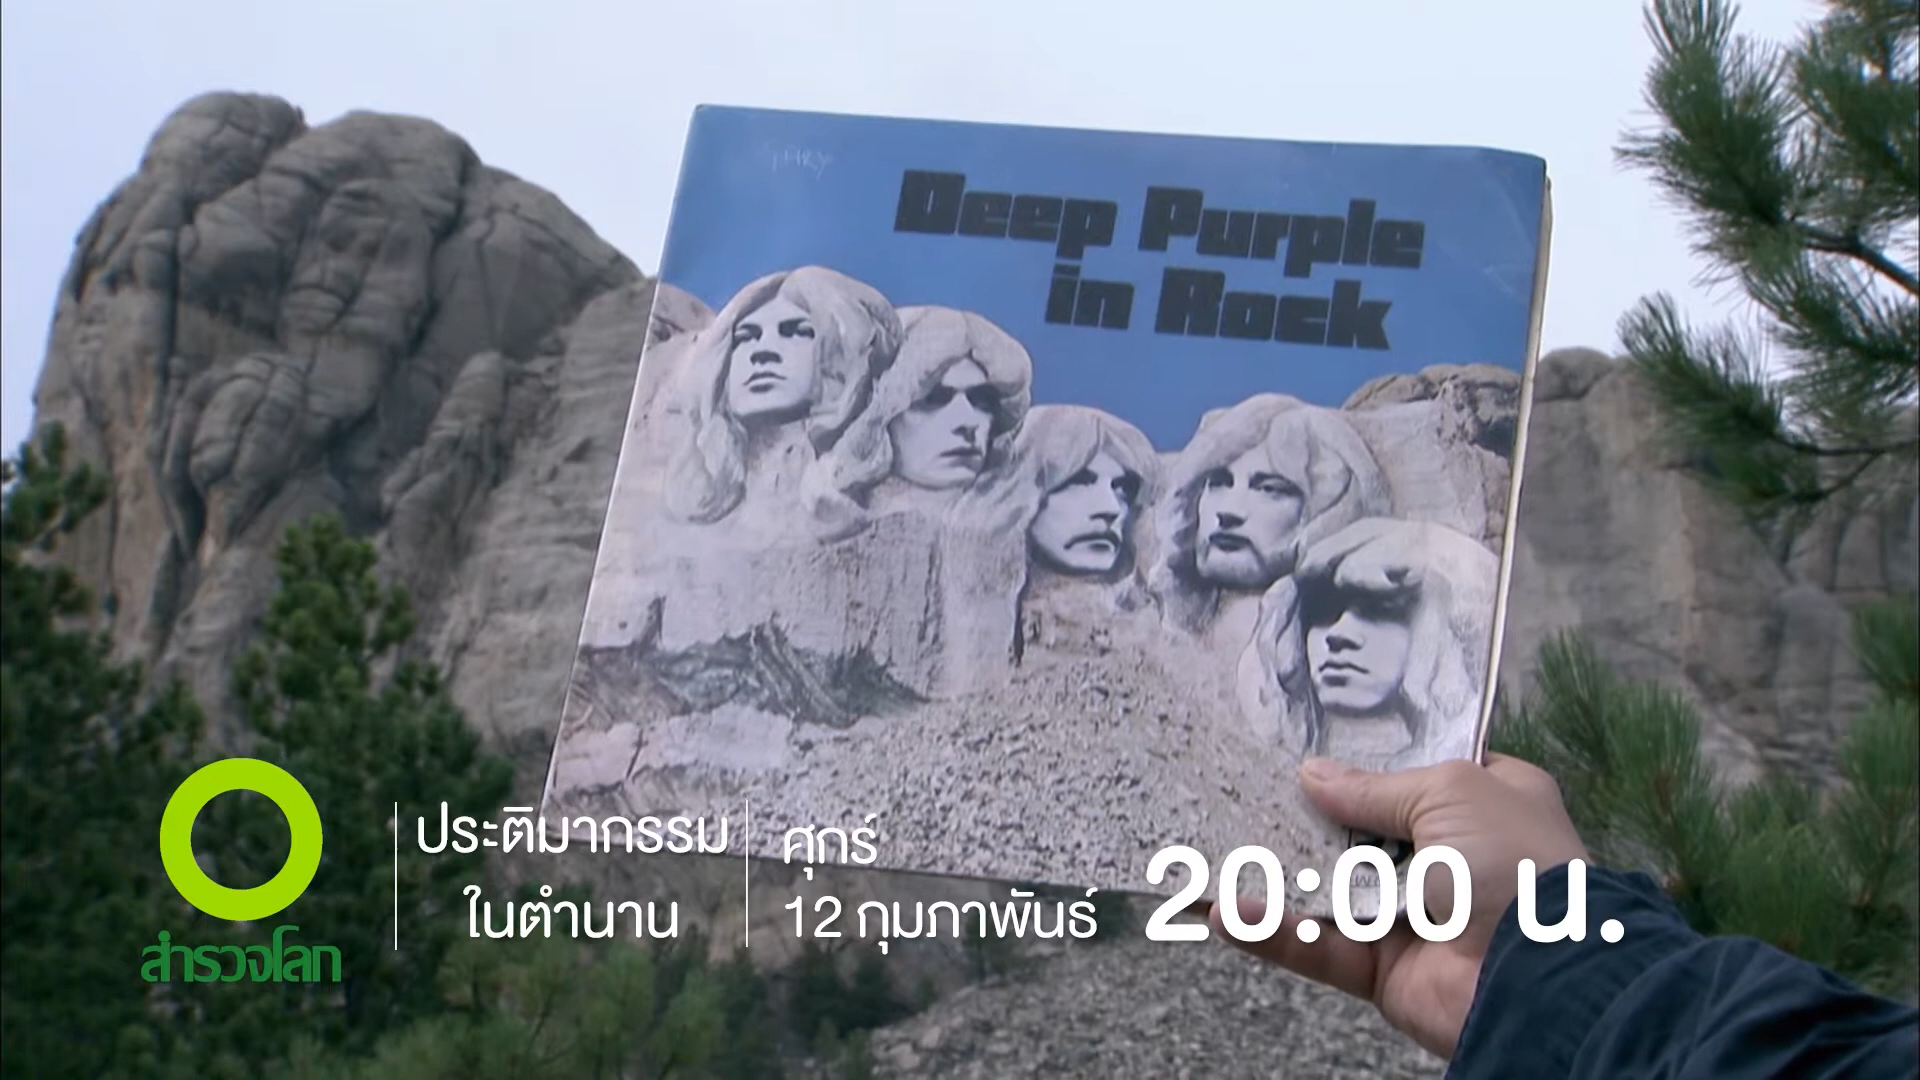 Deep Purple
in Rock
ประติมากรรม
ในตำนาน
ศุกร์
12 กุมภาพันธ์
20:00 น.
สำรวจโลก